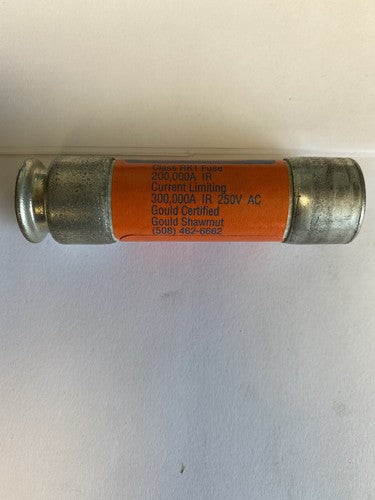 Class RK1 Fuse
200,000A IR
Current Limiting
300,000A IR 250V AC
Gould Certified
Gould Shawmut
(508) 462-6662